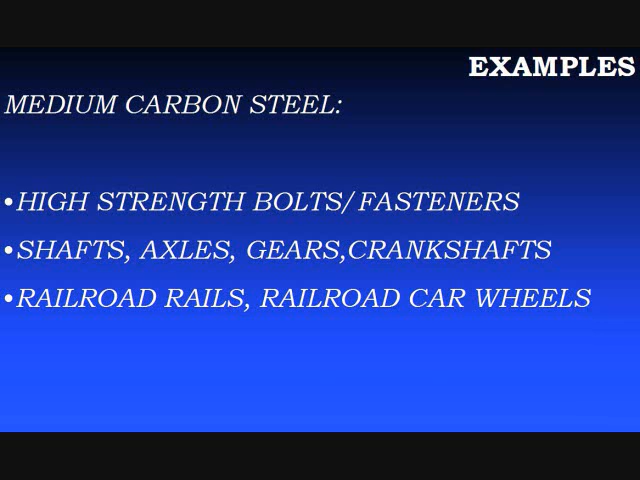 EXAMPLES
MEDIUM CARBON STEEL:
•HIGH STRENGTH BOLTS/ FASTENERS
•SHAFTS, AXLES, GEARS,CRANKSHAFTS
•RAILROAD RAILS, RAILROAD CAR WHEELS